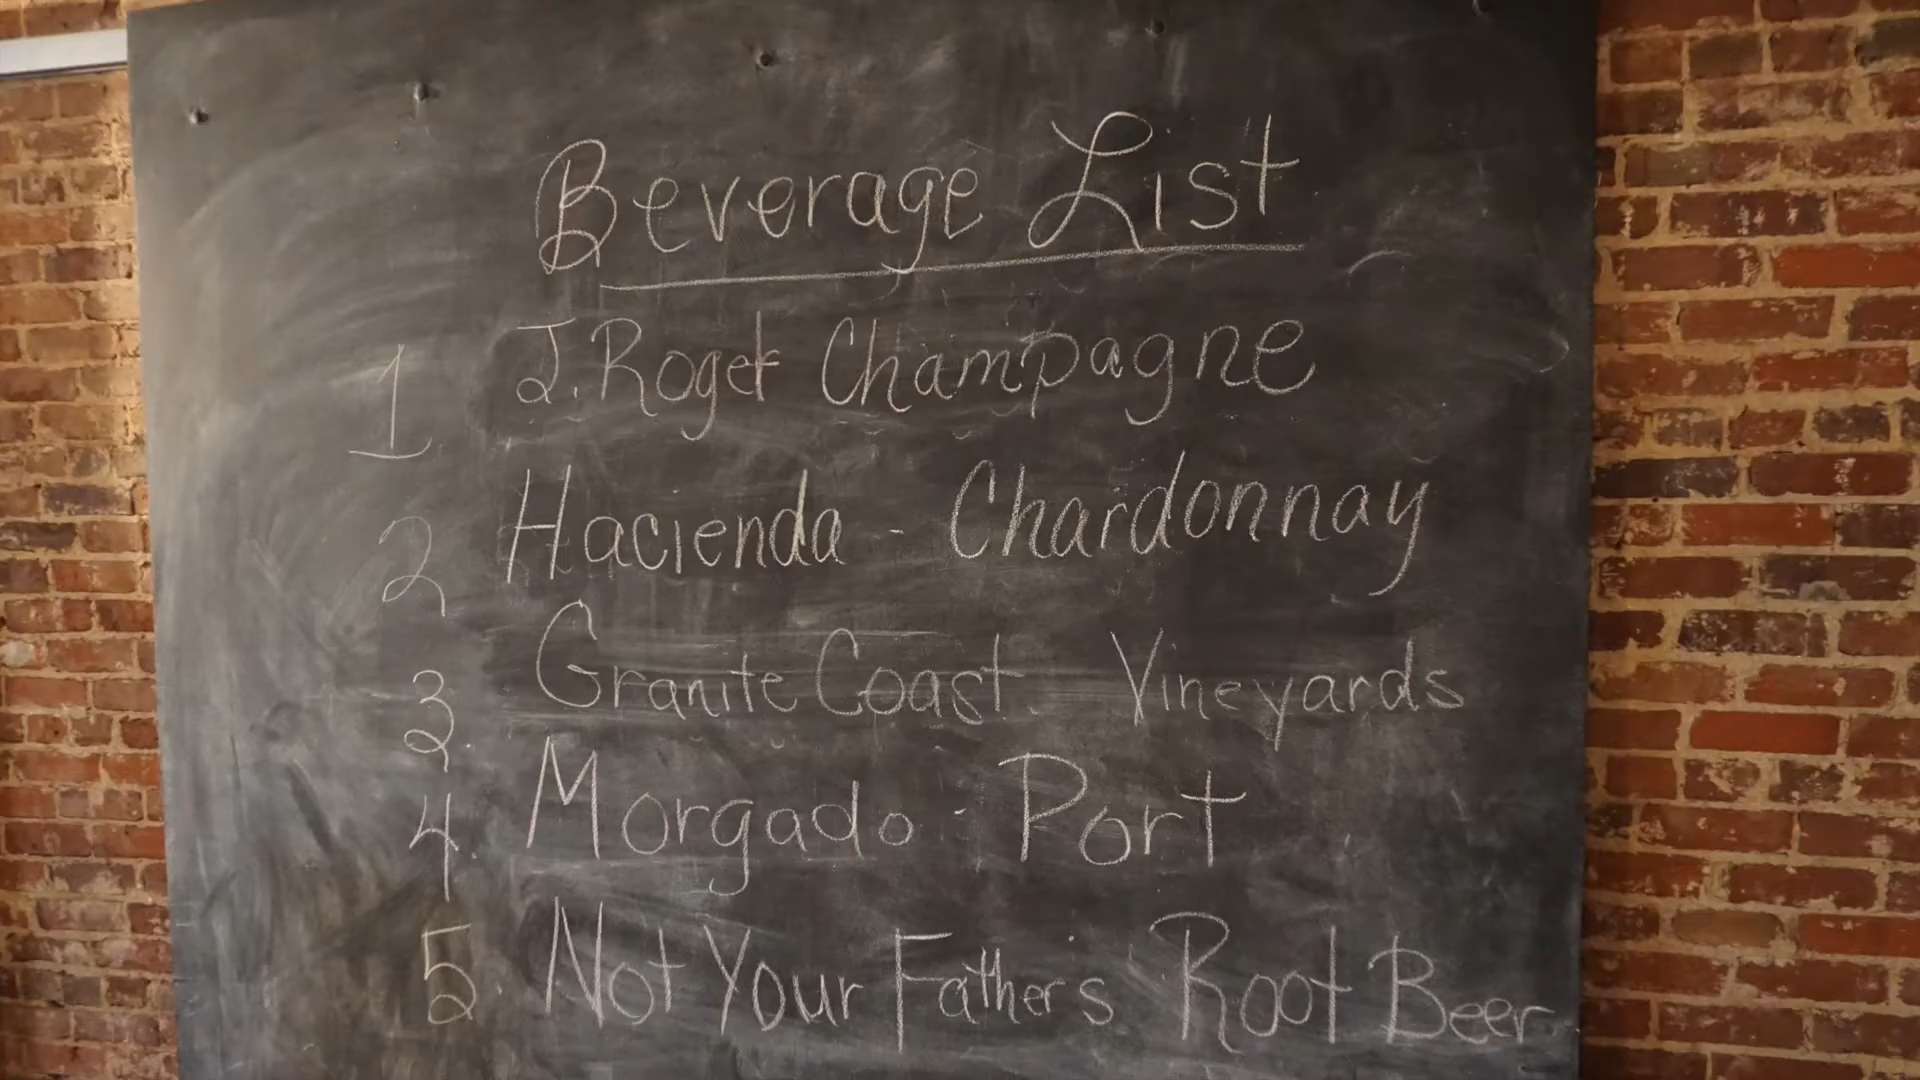 Beverage List
1 J. Roget Champagne
2 Hacienda - Chardonnay
3. Granite Coast Vineyards
4. Morgado - Port
5. Not Your Father's Root Beer